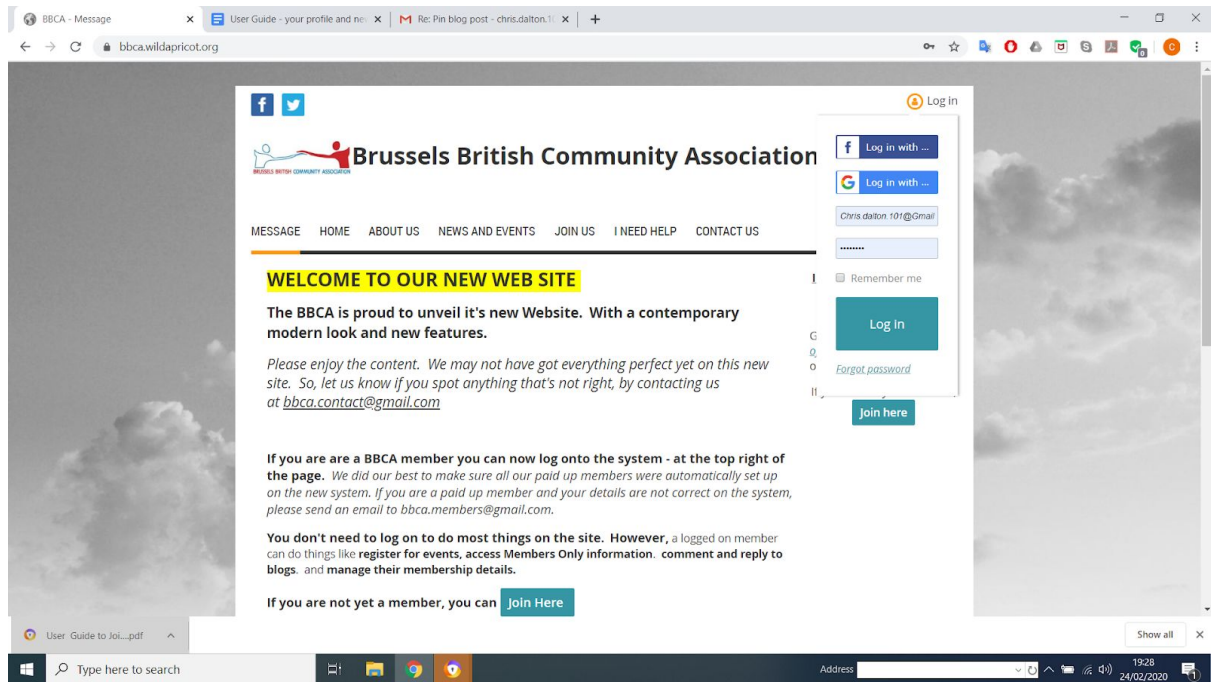 BBCA - Message
User Guide - your profile and ne
Re: Pin blog post - chris.dalton.1
bbca.wildapricot.org
Log in
Brussels British Community Association
BRUSSELS BRITISH COMMUNITY ASSOCIATION
Log in with ...
Log in with ...
Chris.dalton.101@Gmail
••••••••
Remember me
Log In
Forgot password
MESSAGE HOME ABOUT US NEWS AND EVENTS JOIN US I NEED HELP CONTACT US
WELCOME TO OUR NEW WEB SITE
The BBCA is proud to unveil it's new Website. With a contemporary
modern look and new features.
Please enjoy the content. We may not have got everything perfect yet on this new
site. So, let us know if you spot anything that's not right, by contacting us
at bbca.contact@gmail.com
Join here
If you are are a BBCA member you can now log onto the system - at the top right of
the page. We did our best to make sure all our paid up members were automatically set up
on the new system. If you are a paid up member and your details are not correct on the system,
please send an email to bbca.members@gmail.com.
You don't need to log on to do most things on the site. However, a logged on member
can do things like register for events, access Members Only information. comment and reply to
blogs. and manage their membership details.
If you are not yet a member, you can Join Here
User Guide to Joi....pdf
Show all
Type here to search
Address
19:28
24/02/2020